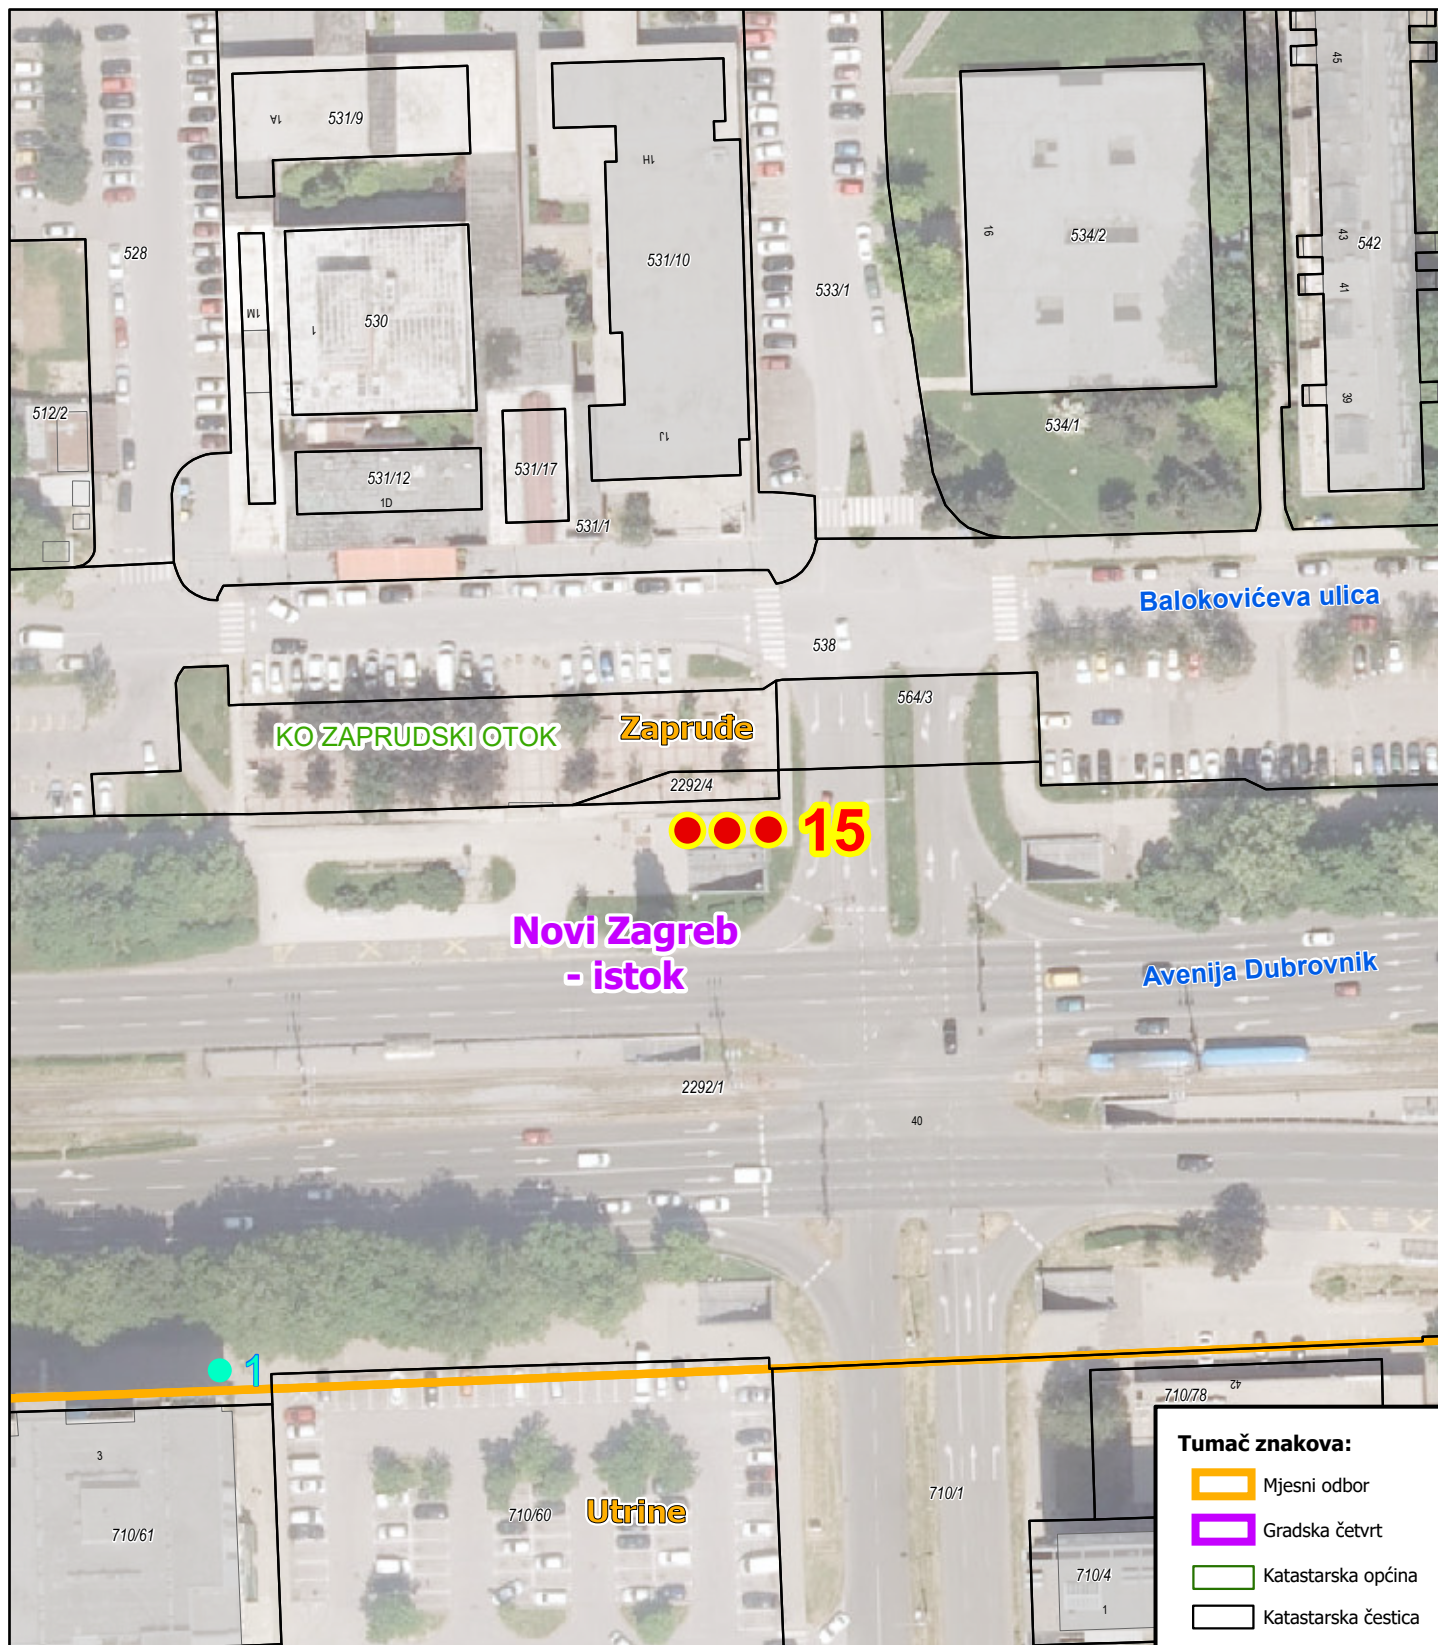 45
1A
531/9
1H
16
534/2
43
542
528
531/10
41
533/1
1M
1
530
39
512/2
534/1
1J
531/12
531/17
1D
531/1
Balokovićeva ulica
538
564/3
KO ZAPRUDSKI OTOK
Zapruđe
2292/4
15
Novi Zagreb
- istok
Avenija Dubrovnik
2292/1
40
1
42
710/78
3
710/61
710/60
Utrine
710/1
710/4
1
Tumač znakova:
Mjesni odbor
Gradska četvrt
Katastarska općina
Katastarska čestica